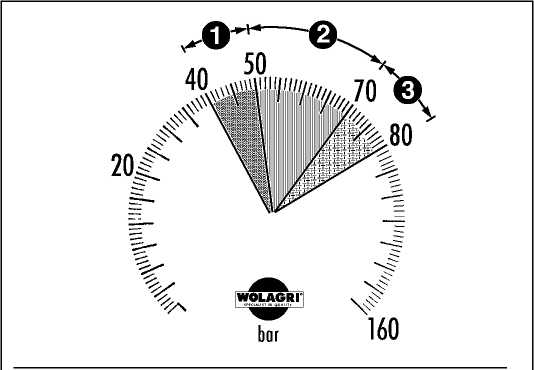 1 2 3
40 50 70
20 80
WOLAGRI®
SPECIALIST IN QUALITY
bar 160